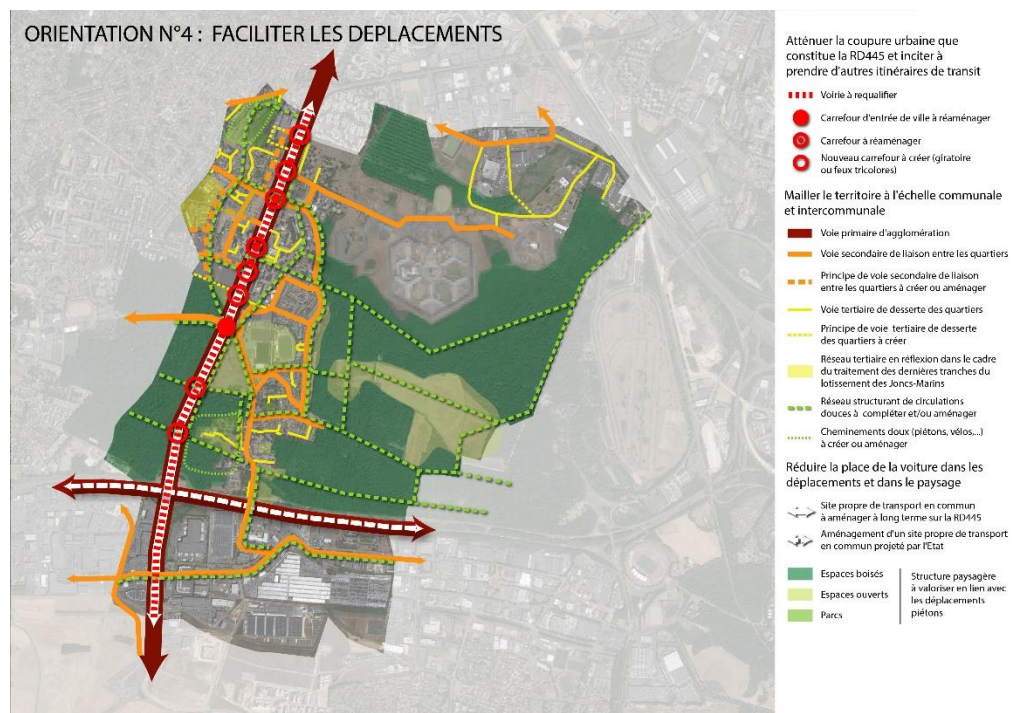 ORIENTATION N°4 : FACILITER LES DEPLACEMENTS
Atténuer la coupure urbaine que
constitue la RD445 et inciter à
prendre d'autres itinéraires de transit
Voirie à requalifier
Carrefour d'entrée de ville à réaménager
Carrefour à réaménager
Nouveau carrefour à créer (giratoire
ou feux tricolores)
Mailler le territoire à l'échelle communale
et intercommunale
Voie primaire d'agglomération
Voie secondaire de liaison entre les quartiers
Principe de voie secondaire de liaison
entre les quartiers à créer ou aménager
Voie tertiaire de desserte des quartiers
Principe de voie tertiaire de desserte
des quartiers à créer
Réseau tertiaire en réflexion dans le cadre
du traitement des dernières tranches du
lotissement des Joncs-Marins
Réseau structurant de circulations
douces à compléter et/ou aménager
Cheminements doux (piétons, vélos,...)
à créer ou aménager
Réduire la place de la voiture dans les
déplacements et dans le paysage
Site propre de transport en commun
à aménager à long terme sur la RD445
Aménagement d'un site propre de transport
en commun projeté par l'Etat
Espaces boisés
Espaces ouverts
Parcs
Structure paysagère
à valoriser en lien avec
les déplacements
piétons